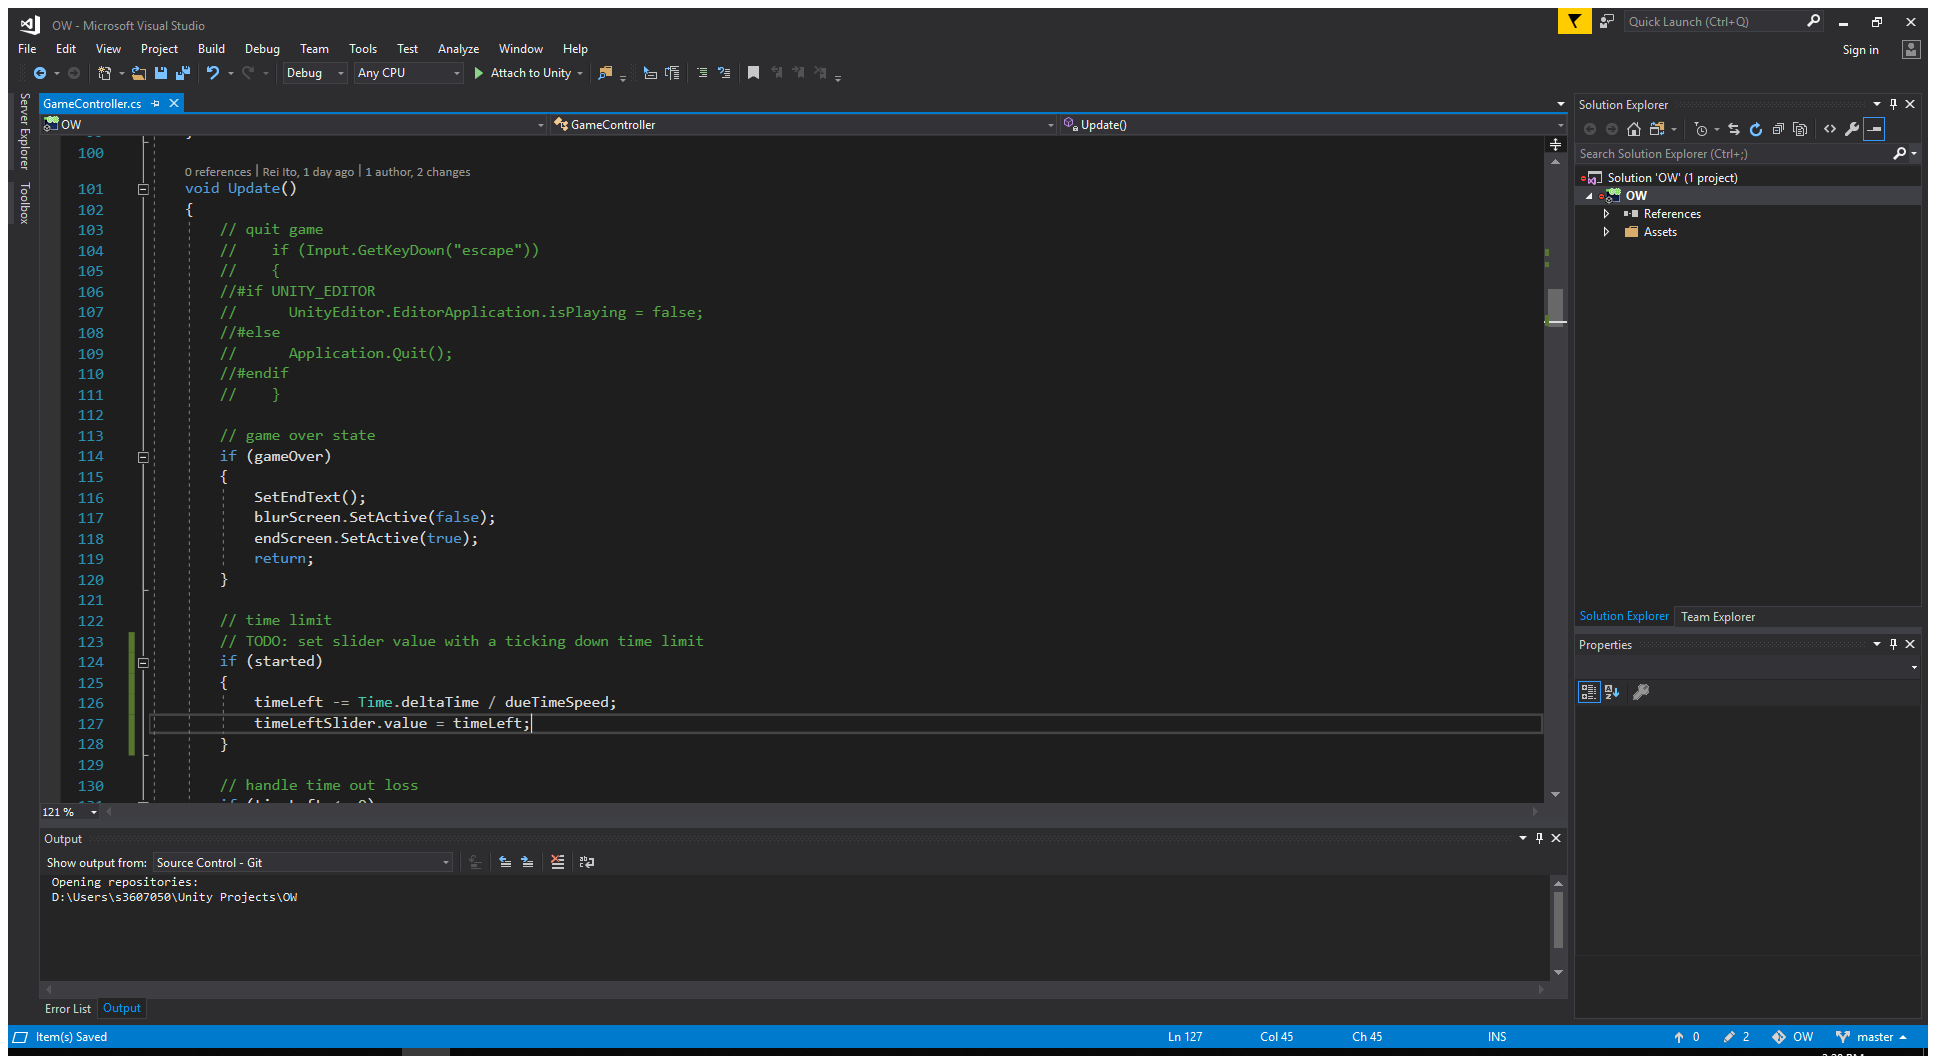 OW - Microsoft Visual Studio
Quick Launch (Ctrl+Q)
File Edit View Project Build Debug Team Tools Test Analyze Window Help
Sign in
Debug Any CPU Attach to Unity
Server Explorer
Toolbox
GameController.cs
OW GameController Update()
100
0 references | Rei Ito, 1 day ago | 1 author, 2 changes
101 void Update()
102 {
103 // quit game
104 //    if (Input.GetKeyDown("escape"))
105 //    {
106 //#if UNITY_EDITOR
107 //      UnityEditor.EditorApplication.isPlaying = false;
108 //#else
109 //      Application.Quit();
110 //#endif
111 //    }
112
113 // game over state
114 if (gameOver)
115 {
116 SetEndText();
117 blurScreen.SetActive(false);
118 endScreen.SetActive(true);
119 return;
120 }
121
122 // time limit
123 // TODO: set slider value with a ticking down time limit
124 if (started)
125 {
126 timeLeft -= Time.deltaTime / dueTimeSpeed;
127 timeLeftSlider.value = timeLeft;
128 }
129
130 // handle time out loss
121 %
Output
Show output from: Source Control - Git
Opening repositories:
D:\Users\s3607050\Unity Projects\OW
Error List Output
Solution Explorer
Search Solution Explorer (Ctrl+;)
Solution 'OW' (1 project)
OW
References
Assets
Solution Explorer Team Explorer
Properties
Item(s) Saved Ln 127 Col 45 Ch 45 INS 0 2 OW master